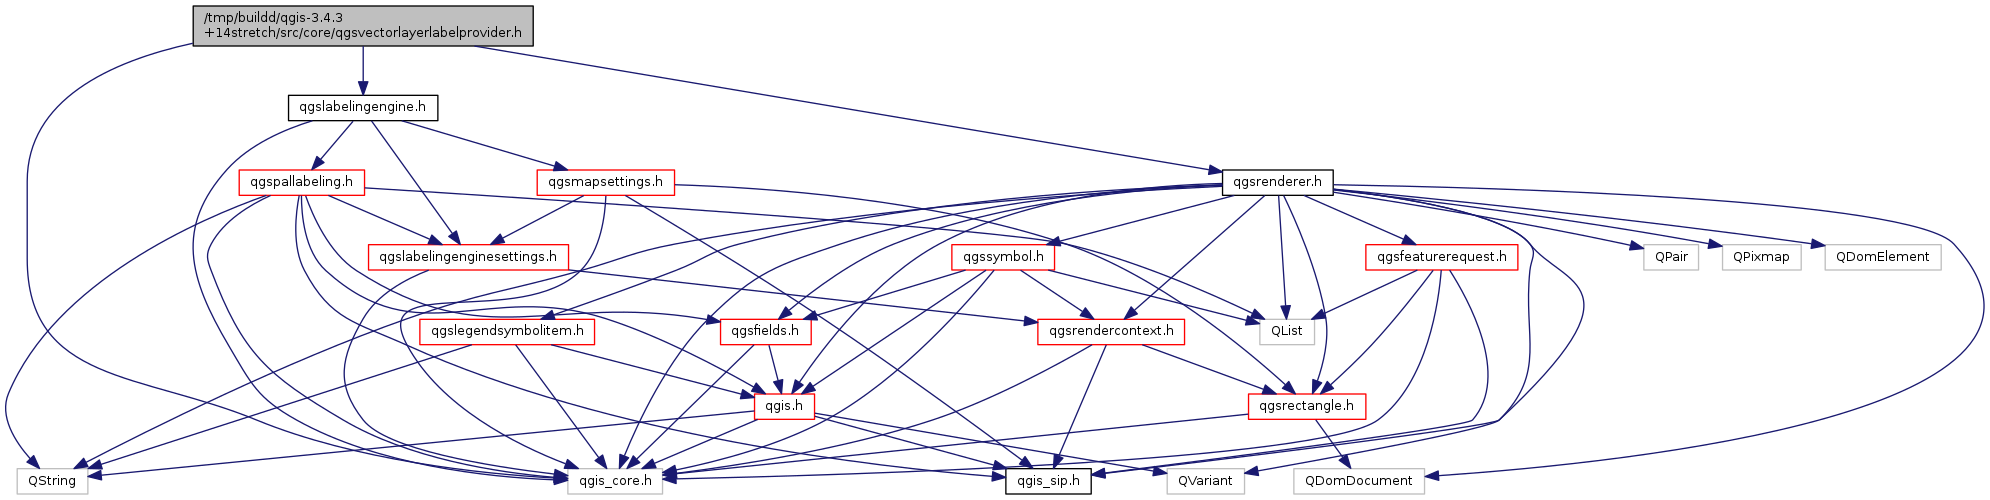 /tmp/buildd/qgis-3.4.3
+14stretch/src/core/qgsvectorlayerlabelprovider.h
qgslabelingengine.h
qgspallabeling.h
qgsmapsettings.h
qgsrenderer.h
qgslabelingenginesettings.h
qgssymbol.h
qgsfeaturerequest.h
QPair
QPixmap
QDomElement
qgslegendsymbolitem.h
qgsfields.h
qgsrendercontext.h
QList
qgis.h
qgsrectangle.h
QString
qgis_core.h
qgis_sip.h
QVariant
QDomDocument